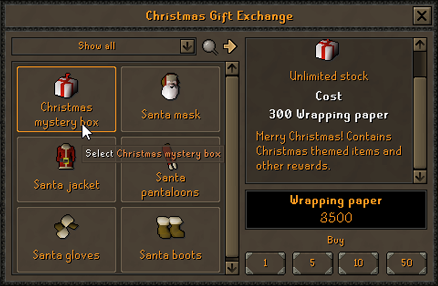 Christmas Gift Exchange
Show all
Christmas
mystery box
Santa mask
Select Christmas mystery box
Santa jacket
Santa
pantaloons
Santa gloves
Santa boots
Unlimited stock
Cost
300 Wrapping paper
Merry Christmas! Contains
Christmas themed items and
other rewards.
Wrapping paper
3500
Buy
1
5
10
50